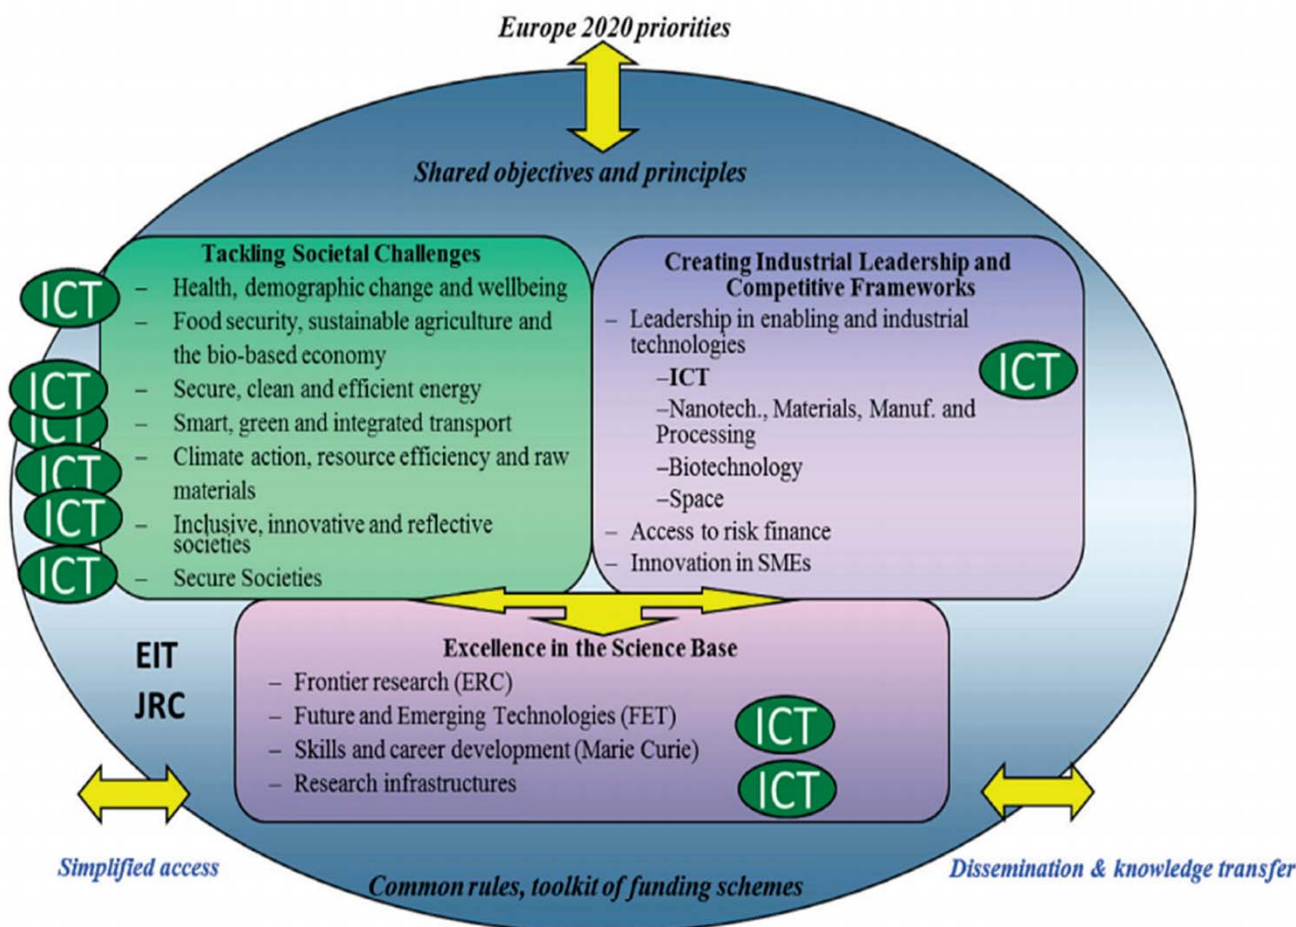 Europe 2020 priorities
Shared objectives and principles
Tackling Societal Challenges
ICT
– Health, demographic change and wellbeing
– Food security, sustainable agriculture and
the bio-based economy
ICT
– Secure, clean and efficient energy
ICT
– Smart, green and integrated transport
ICT
– Climate action, resource efficiency and raw
materials
ICT
– Inclusive, innovative and reflective
societies
ICT
– Secure Societies
Creating Industrial Leadership and
Competitive Frameworks
– Leadership in enabling and industrial
technologies
–ICT
ICT
–Nanotech., Materials, Manuf. and
Processing
–Biotechnology
–Space
– Access to risk finance
– Innovation in SMEs
EIT
JRC
Excellence in the Science Base
– Frontier research (ERC)
– Future and Emerging Technologies (FET)
ICT
– Skills and career development (Marie Curie)
– Research infrastructures
ICT
Simplified access
Dissemination & knowledge transfer
Common rules, toolkit of funding schemes